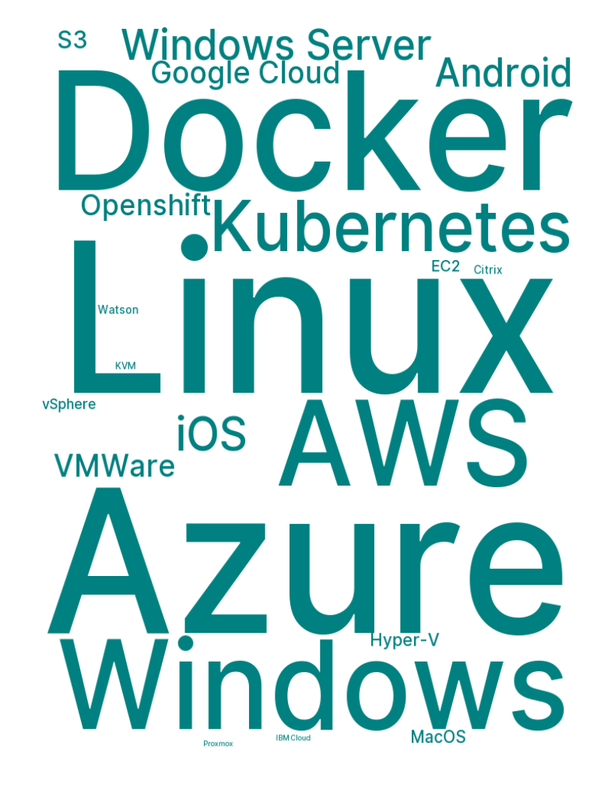 S3
Windows Server
Google Cloud
Android
Docker
Openshift
Kubernetes
EC2
Citrix
Linux
Watson
KVM
vSphere
iOS
AWS
VMWare
Azure
Hyper-V
Windows
MacOS
IBM Cloud
Proxmox